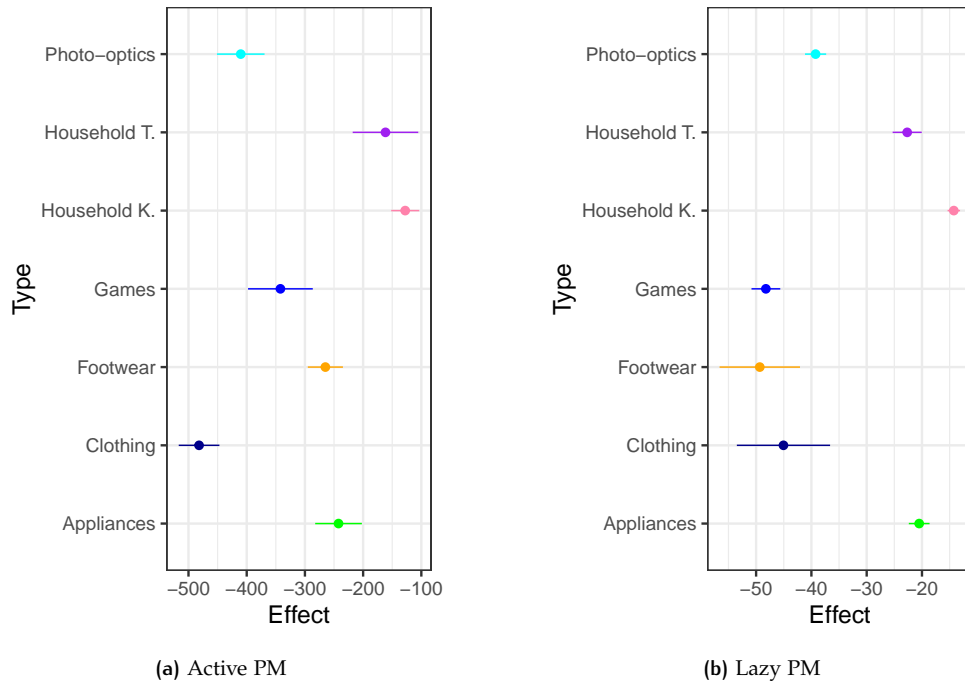 Photo−optics
Household T.
Household K.
Games
Footwear
Clothing
Appliances
Type
−500 −400 −300 −200 −100
Effect
(a) Active PM
Photo−optics
Household T.
Household K.
Games
Footwear
Clothing
Appliances
Type
−50 −40 −30 −20
Effect
(b) Lazy PM